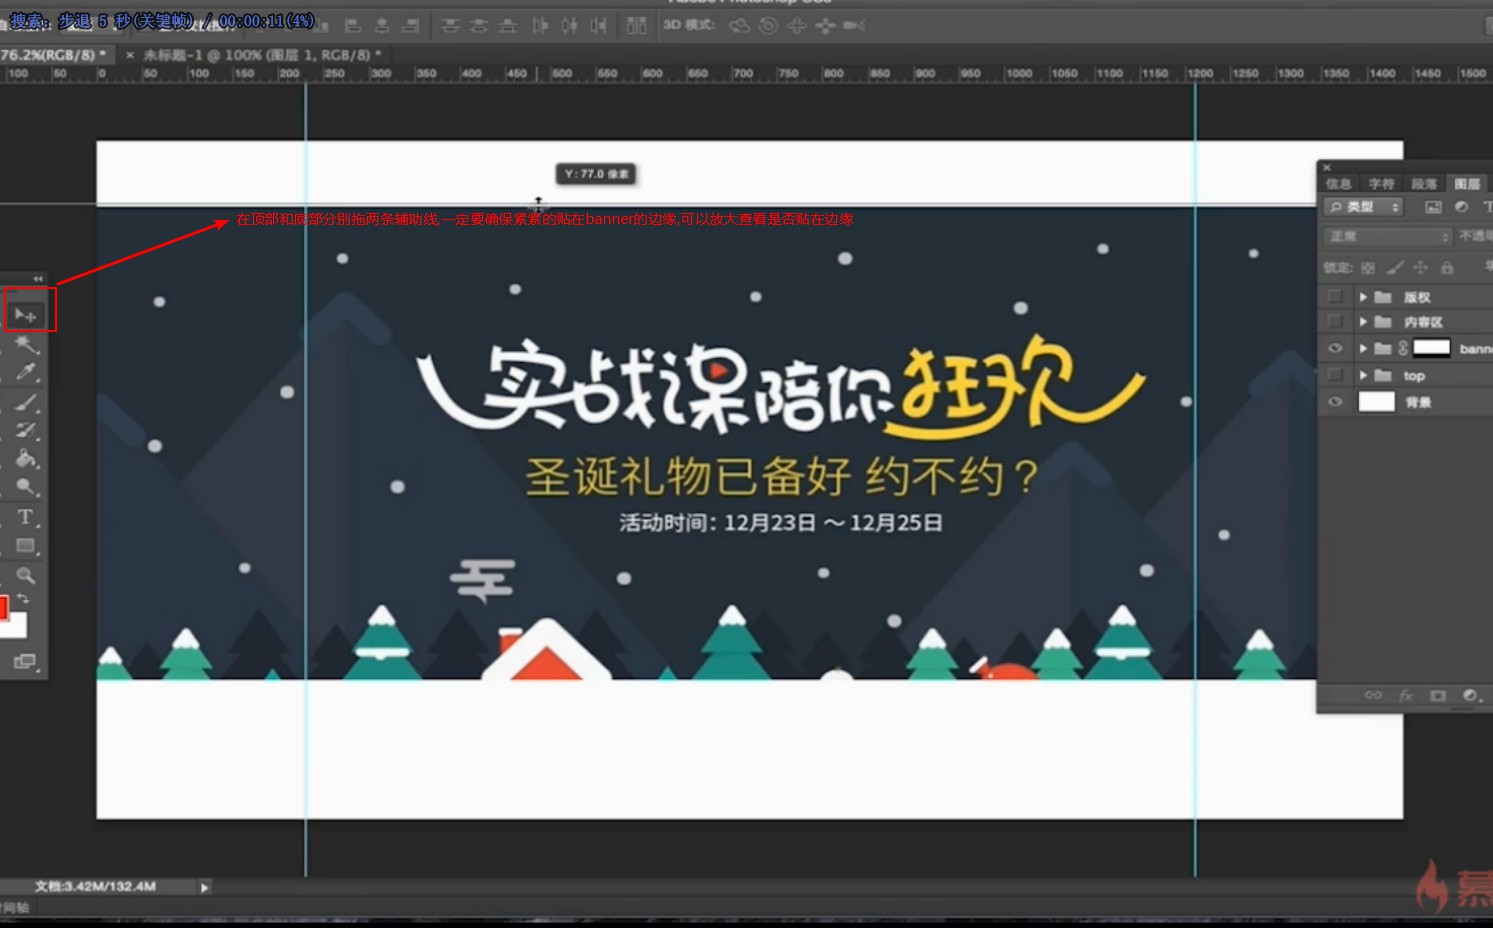 搜索: 步退 5 秒(关键帧) / 00:00:11(4%)
3D 模式:
76.2%(RGB/8) *
× 未标题-1 @ 100% (图层 1, RGB/8) *
100 50 0 50 100 150 200 250 300 350 400 450 500 550 600 650 700 750 800 850 900 950 1000 1050 1100 1150 1200 1250 1300 1350 1400 1450 1500
Y : 77.0 像素
在顶部和底部分别拖两条辅助线,一定要确保紧紧的贴在banner的边缘,可以放大查看是否贴在边缘
实战课陪你狂欢
圣诞礼物已备好 约不约？
活动时间：12月23日 ～ 12月25日
信息 字符 段落 图层
类型
正常
锁定:
版权
内容区
bann
top
背景
fx
文档:3.42M/132.4M
时间轴
慕